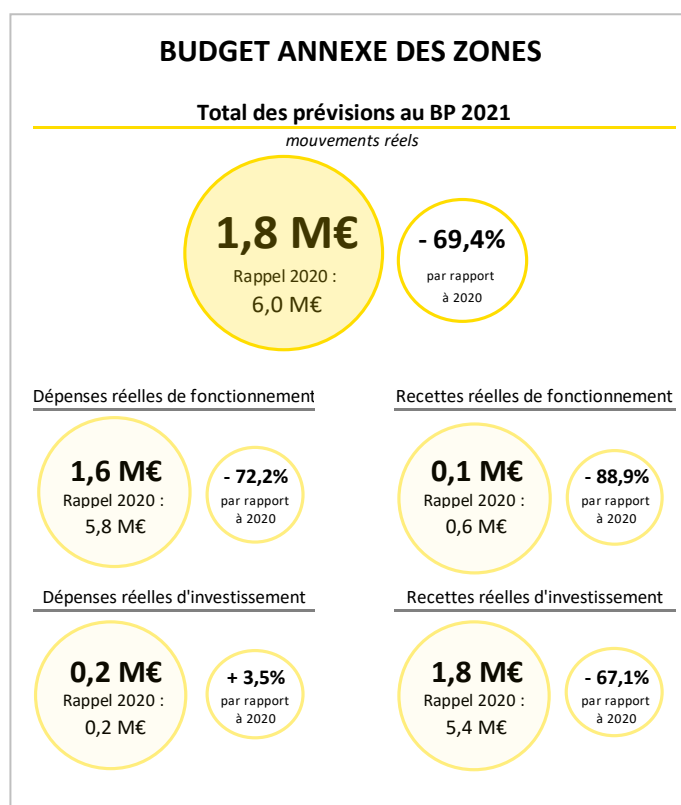 BUDGET ANNEXE DES ZONES
Total des prévisions au BP 2021
mouvements réels
1,8 M€
Rappel 2020 :
6,0 M€
- 69,4%
par rapport
à 2020
Dépenses réelles de fonctionnement
1,6 M€
Rappel 2020 :
5,8 M€
- 72,2%
par rapport
à 2020
Recettes réelles de fonctionnement
0,1 M€
Rappel 2020 :
0,6 M€
- 88,9%
par rapport
à 2020
Dépenses réelles d'investissement
0,2 M€
Rappel 2020 :
0,2 M€
+ 3,5%
par rapport
à 2020
Recettes réelles d'investissement
1,8 M€
Rappel 2020 :
5,4 M€
- 67,1%
par rapport
à 2020